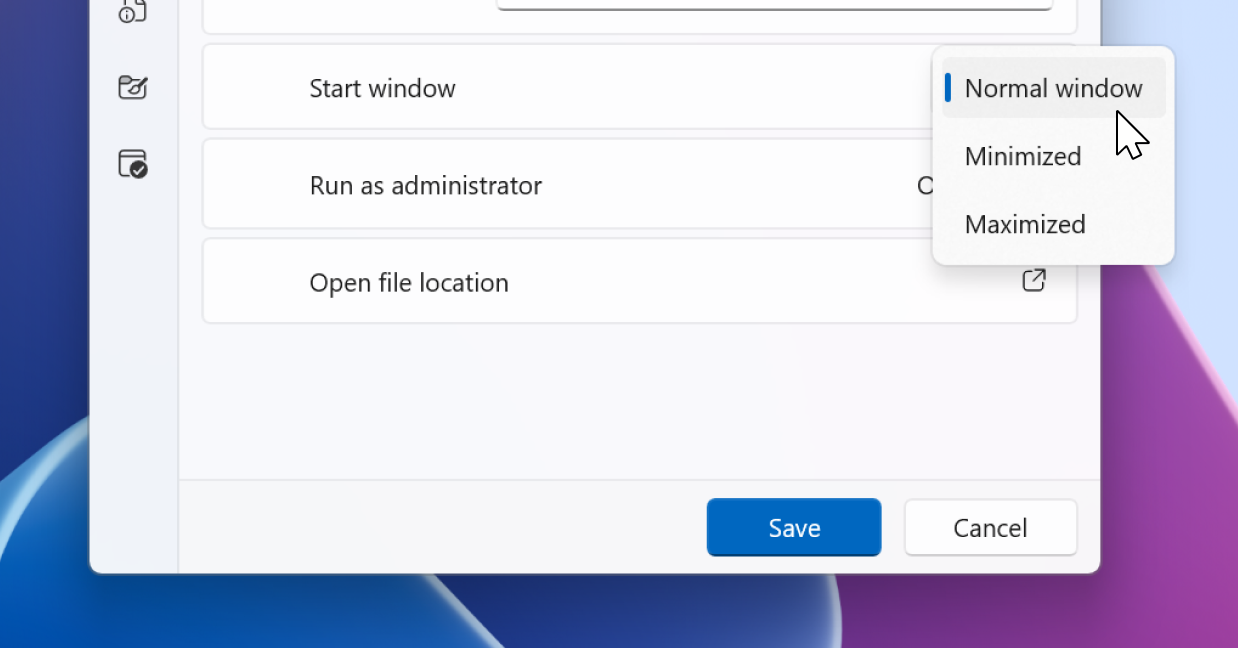 Start window
Normal window
Minimized
Run as administrator
Maximized
Open file location
Save
Cancel